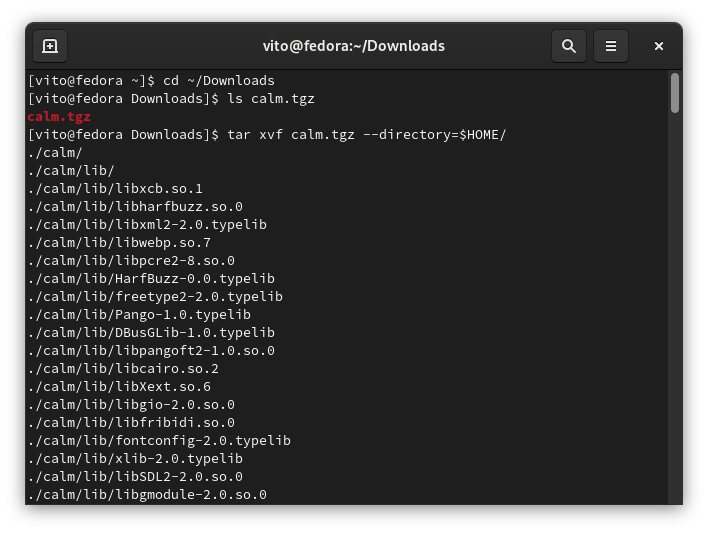 vito@fedora:~/Downloads
[vito@fedora ~]$ cd ~/Downloads
[vito@fedora Downloads]$ ls calm.tgz
calm.tgz
[vito@fedora Downloads]$ tar xvf calm.tgz --directory=$HOME/
./calm/
./calm/lib/
./calm/lib/libxcb.so.1
./calm/lib/libharfbuzz.so.0
./calm/lib/libxml2-2.0.typelib
./calm/lib/libwebp.so.7
./calm/lib/libpcre2-8.so.0
./calm/lib/HarfBuzz-0.0.typelib
./calm/lib/freetype2-2.0.typelib
./calm/lib/Pango-1.0.typelib
./calm/lib/DBusGLib-1.0.typelib
./calm/lib/libpangoft2-1.0.so.0
./calm/lib/libcairo.so.2
./calm/lib/libXext.so.6
./calm/lib/libgio-2.0.so.0
./calm/lib/libfribidi.so.0
./calm/lib/fontconfig-2.0.typelib
./calm/lib/xlib-2.0.typelib
./calm/lib/libSDL2-2.0.so.0
./calm/lib/libgmodule-2.0.so.0